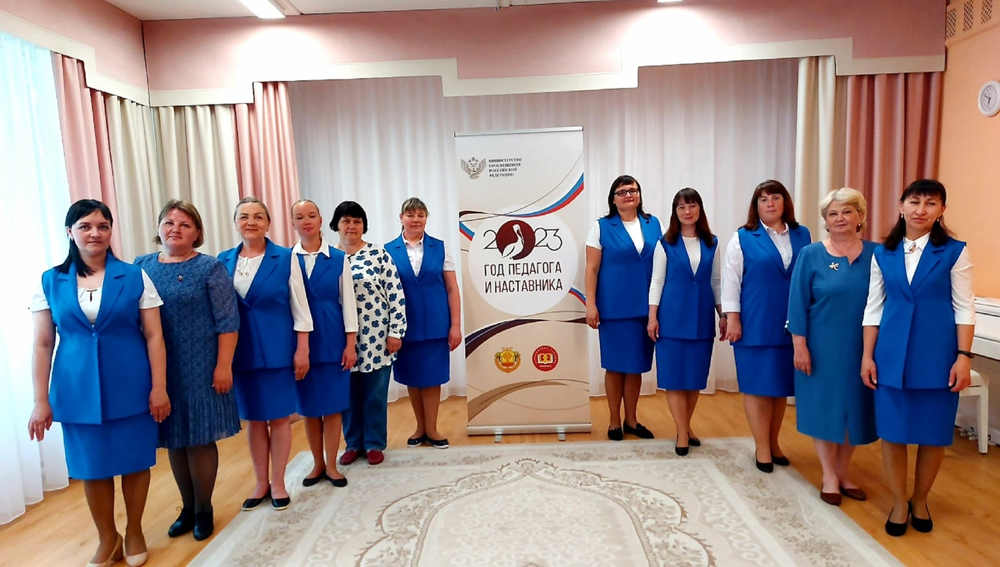 МИНИСТЕРСТВО
ПРОСВЕЩЕНИЯ
РОССИЙСКОЙ
ФЕДЕРАЦИИ
2023
ГОД ПЕДАГОГА
И НАСТАВНИКА